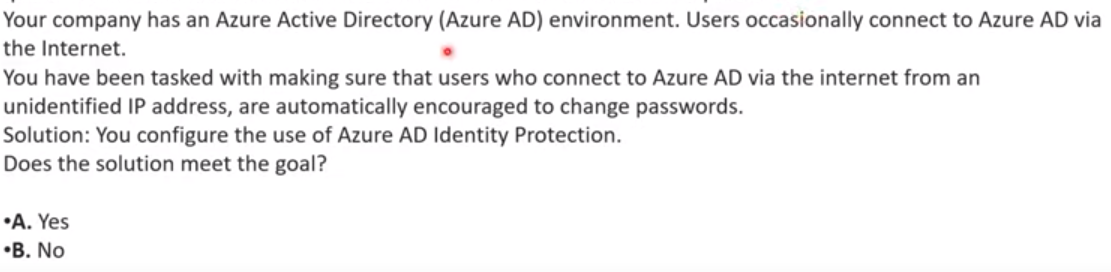 Your company has an Azure Active Directory (Azure AD) environment. Users occasionally connect to Azure AD via
the Internet.
You have been tasked with making sure that users who connect to Azure AD via the internet from an
unidentified IP address, are automatically encouraged to change passwords.
Solution: You configure the use of Azure AD Identity Protection.
Does the solution meet the goal?
•A. Yes
•B. No